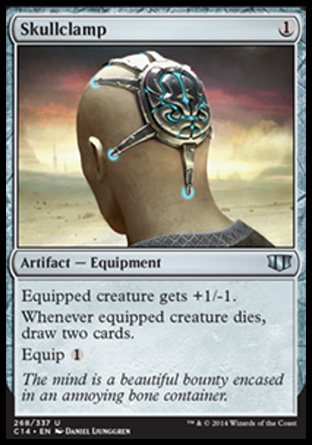 Skullclamp 1
Artifact — Equipment
Equipped creature gets +1/-1.
Whenever equipped creature dies,
draw two cards.
Equip 1
The mind is a beautiful bounty encased
in an annoying bone container.
268/337 U
C14 • EN Daniel Ljunggren ™ & © 2014 Wizards of the Coast